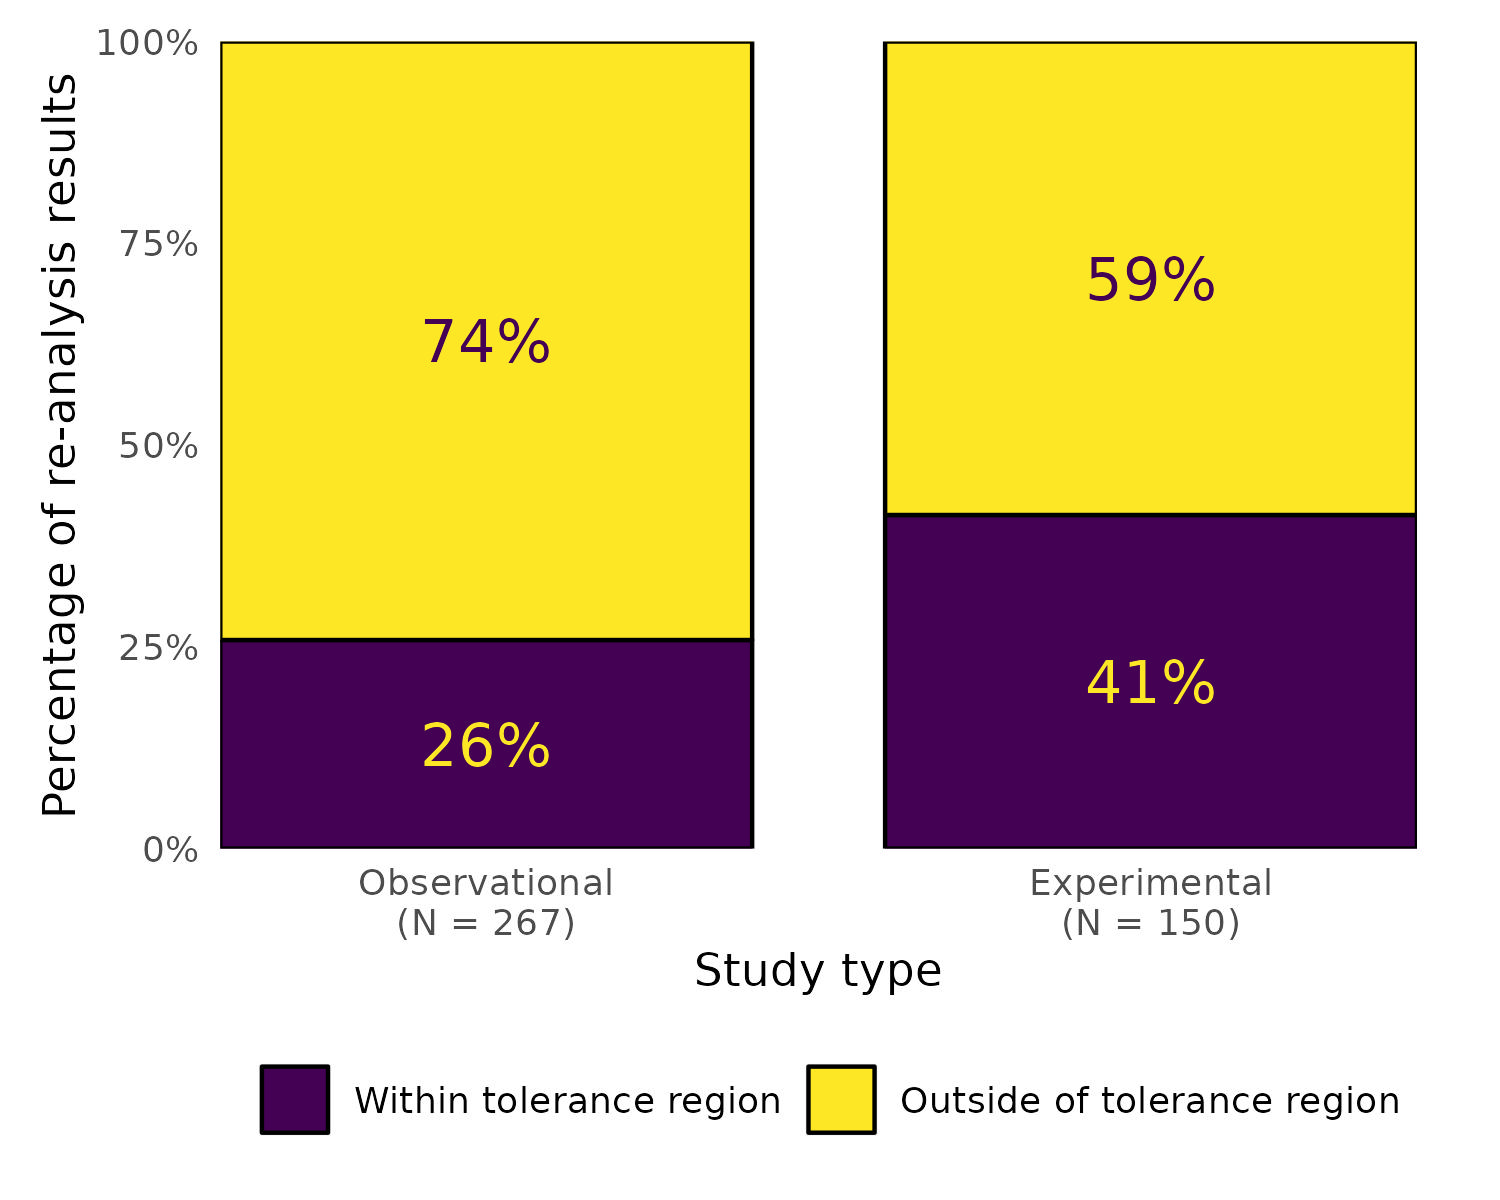 Percentage of re-analysis results
100%
75%
50%
25%
0%
74%
26%
59%
41%
Observational
(N = 267)
Experimental
(N = 150)
Study type
Within tolerance region
Outside of tolerance region